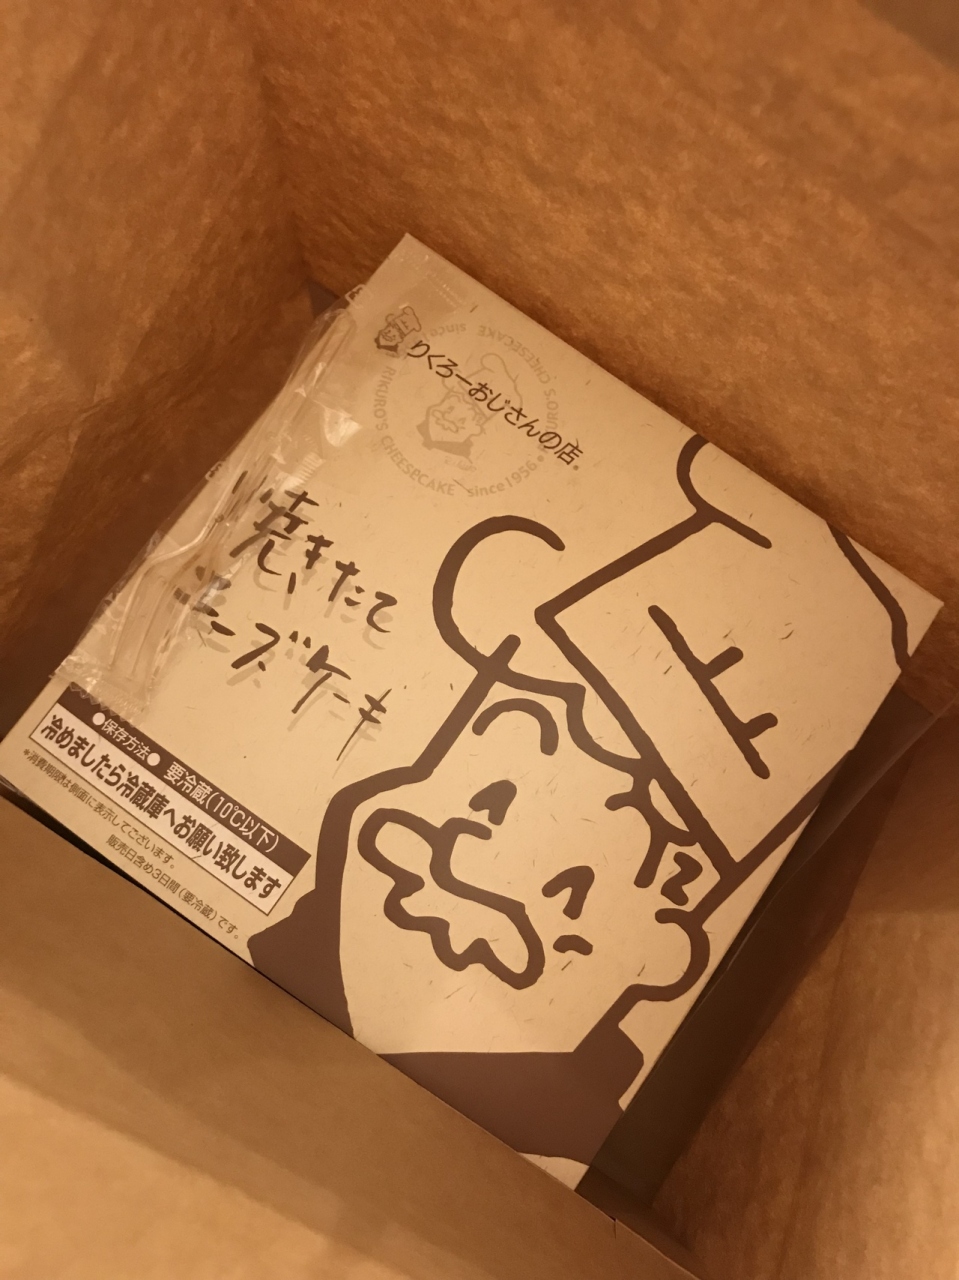 りくろーおじさんの店®
RIKURO'S CHEESECAKE since1956
焼きたて
チーズケーキ
●保存方法● 要冷蔵(10℃以下)
冷めましたら冷蔵庫へお願い致します
※消費期限は側面に表示してございます。
販売日含め3日間(要冷蔵)です。